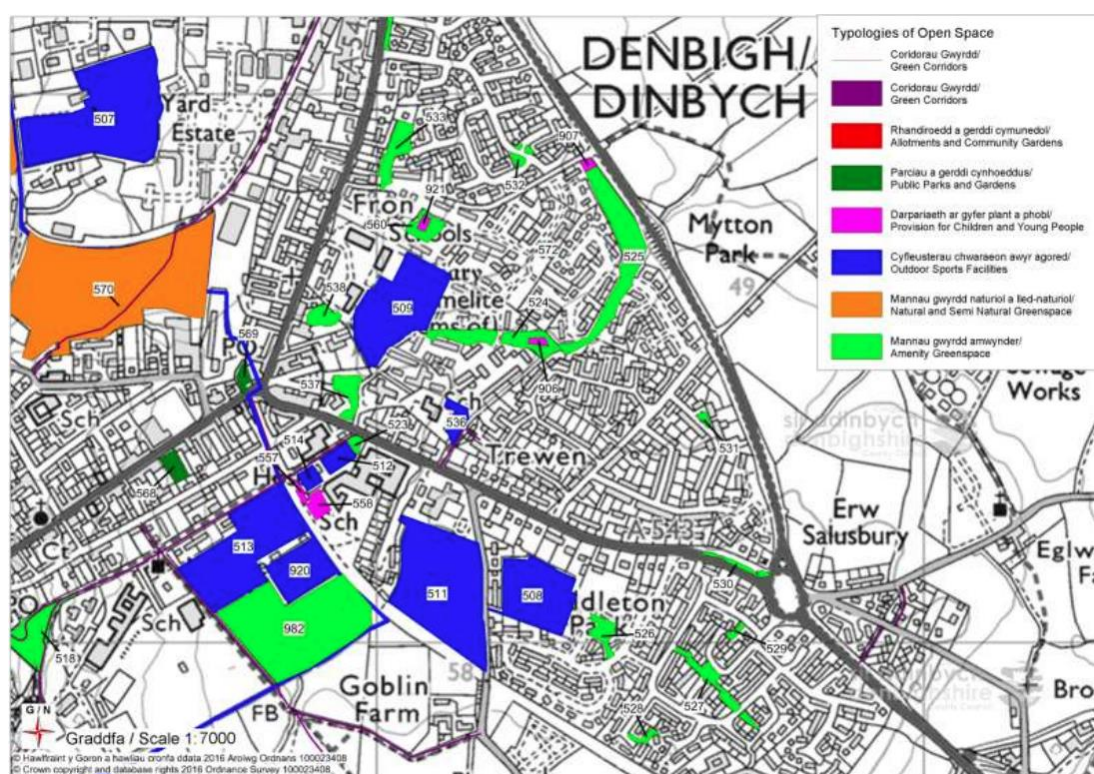 DENBIGH/
DINBYCH
Typologies of Open Space
Coridorau Gwyrdd/
Green Corridors
Coridorau Gwyrdd/
Green Corridors
Rhandiroedd a gerddi cymunedol/
Allotments and Community Gardens
Parciau a gerddi cynhoeddus/
Public Parks and Gardens
Darpariaeth ar gyfer plant a phobl/
Provision for Children and Young People
Cyfleusterau chwaraeon awyr agored/
Outdoor Sports Facilities
Mannau gwyrdd naturiol a lled-naturiol/
Natural and Semi Natural Greenspace
Mannau gwyrdd amwynder/
Amenity Greenspace
507
Yard
Estate
533
907
532
Fron
921
560
Schools
572
525
Mytton
Park
49
570
538
509
524
569
PO
906
Works
Sch
537
536
523
514
531
557
512
Trewen
568
558
Sch
Erw
Salusbury
Ct
513
920
530
511
508
982
Sch
526
518
529
58
Goblin
Farm
527
528
FB
G / N
Graddfa / Scale 1:7000
© Hawlfraint y Goron a hawliau cronfa ddata 2016 Arolwg Ordnans 100023408
© Crown copyright and database rights 2016 Ordnance Survey 100023408